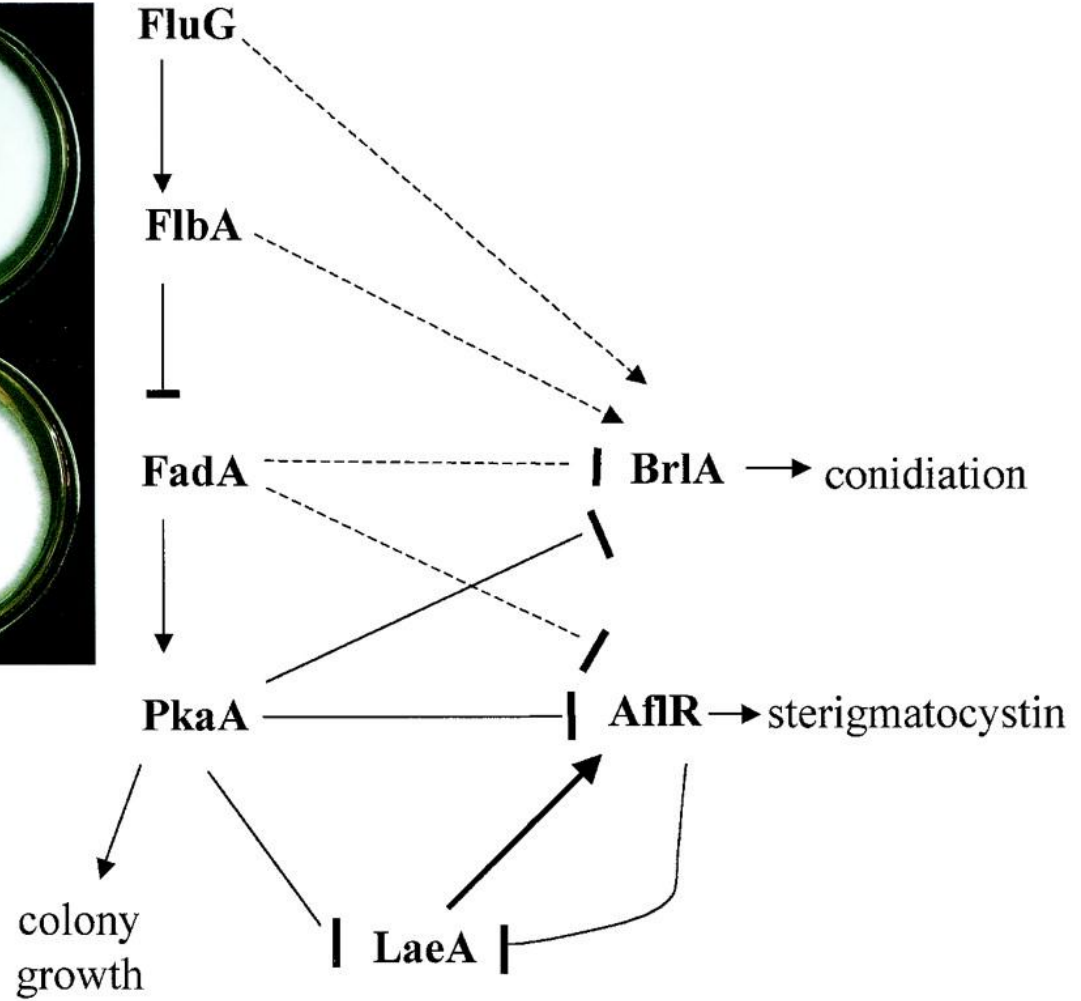 FluG
FlbA
FadA
BrlA
conidiation
PkaA
AflR
sterigmatocystin
colony
growth
LaeA